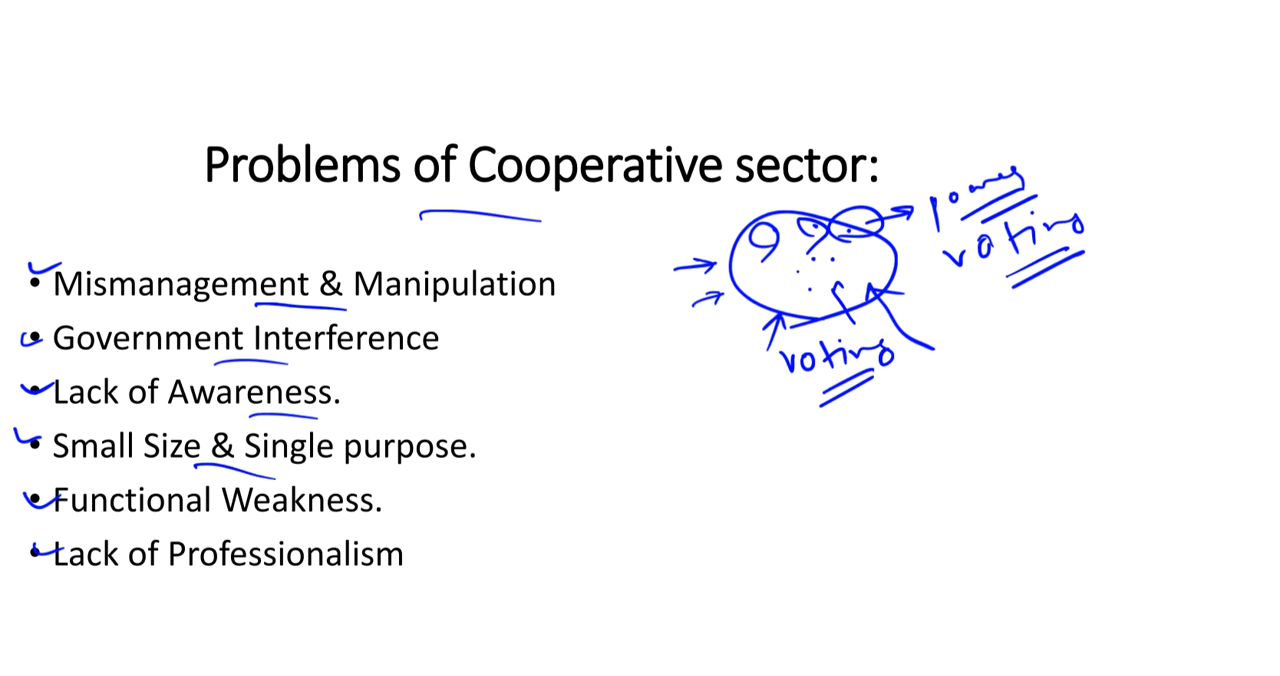 Problems of Cooperative sector:
• Mismanagement & Manipulation
• Government Interference
• Lack of Awareness.
• Small Size & Single purpose.
• Functional Weakness.
• Lack of Professionalism
voting
voting